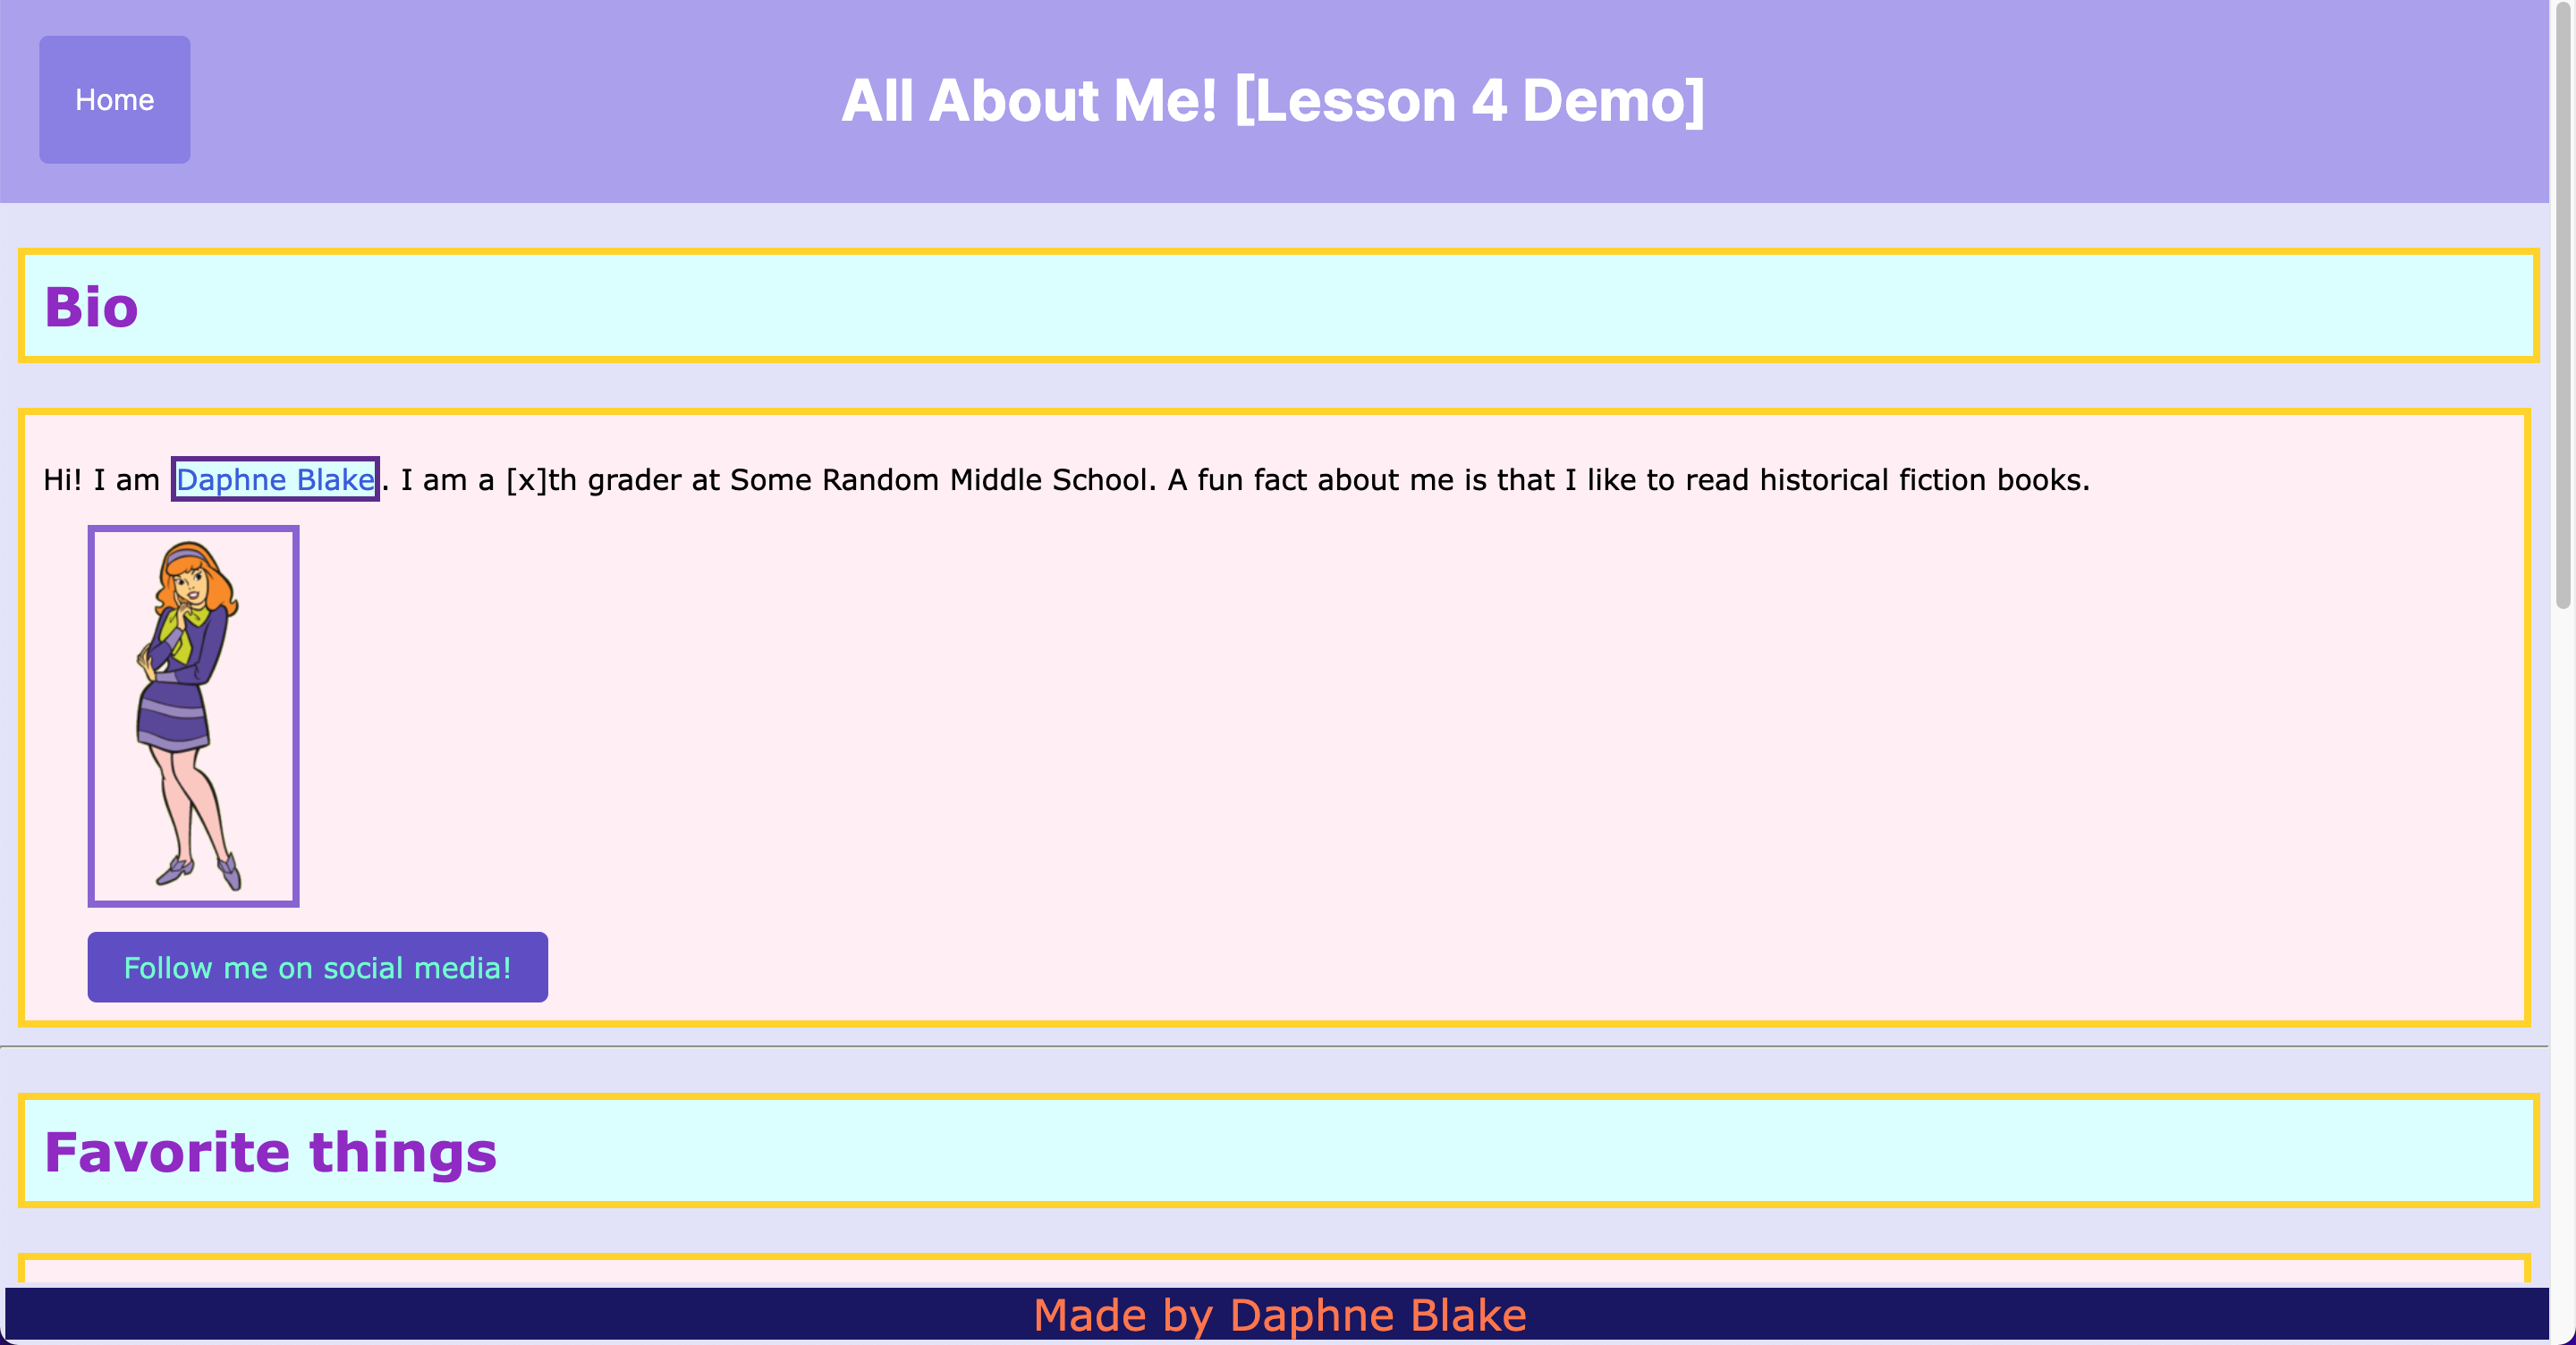 Home
All About Me! [Lesson 4 Demo]
Bio
Hi! I am Daphne Blake. I am a [x]th grader at Some Random Middle School. A fun fact about me is that I like to read historical fiction books.
Follow me on social media!
Favorite things
Made by Daphne Blake